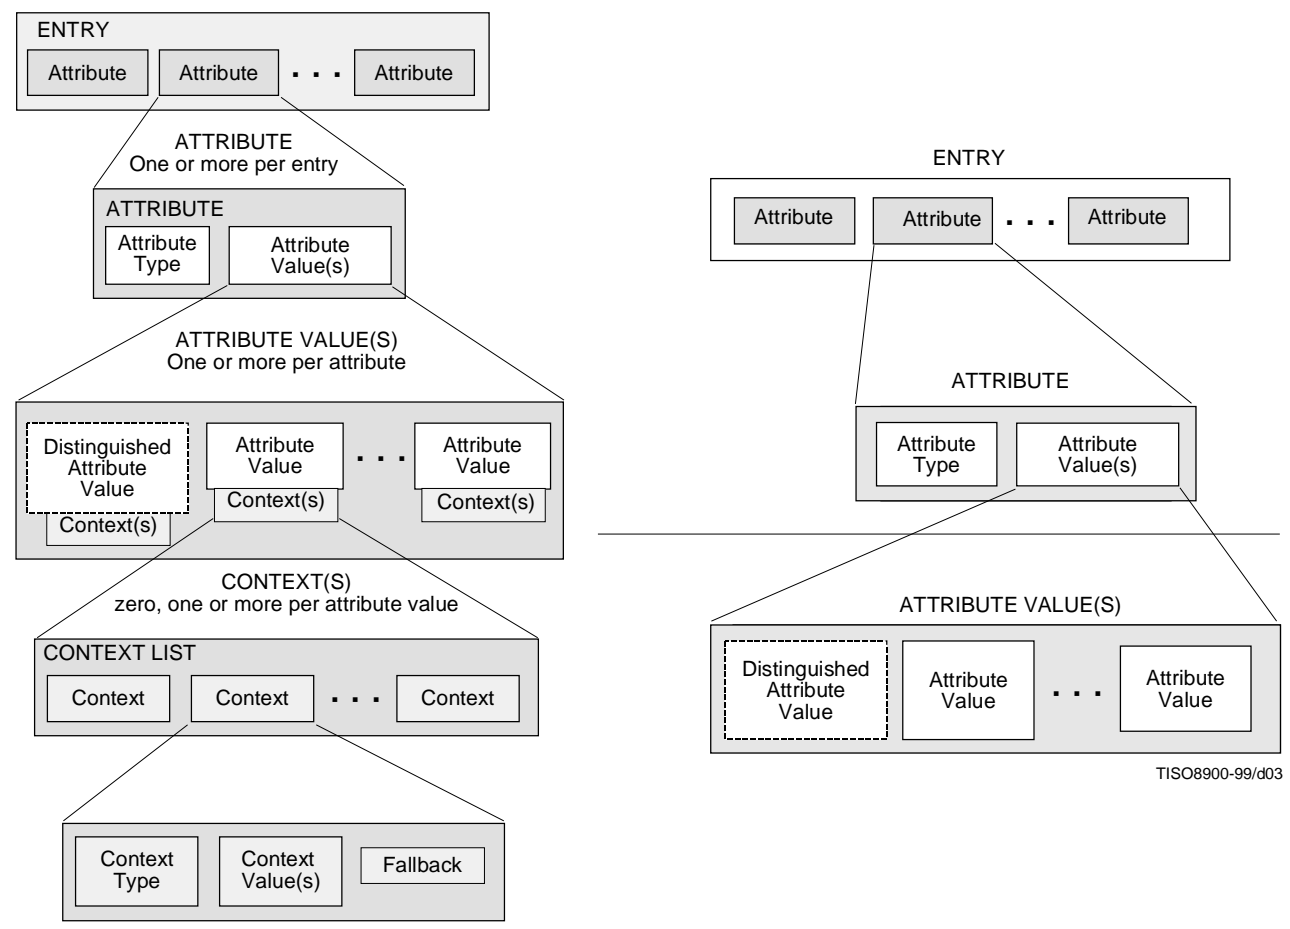 ENTRY
Attribute
Attribute
. . .
Attribute
ATTRIBUTE
One or more per entry
ATTRIBUTE
Attribute
Type
Attribute
Value(s)
ATTRIBUTE VALUE(S)
One or more per attribute
Distinguished
Attribute
Value
Context(s)
Attribute
Value
Context(s)
. . .
Attribute
Value
Context(s)
CONTEXT(S)
zero, one or more per attribute value
CONTEXT LIST
Context
Context
. . .
Context
Context
Type
Context
Value(s)
Fallback
ENTRY
Attribute
Attribute
. . .
Attribute
ATTRIBUTE
Attribute
Type
Attribute
Value(s)
ATTRIBUTE VALUE(S)
Distinguished
Attribute
Value
Attribute
Value
. . .
Attribute
Value
TISO8900-99/d03